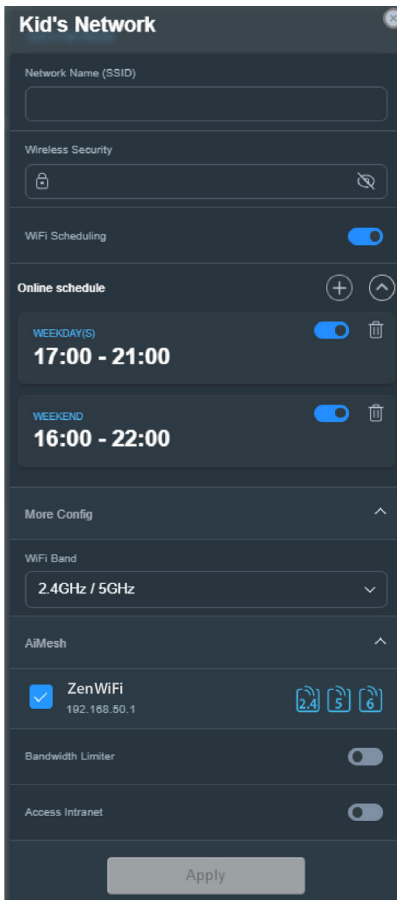 Kid's Network
Network Name (SSID)
Wireless Security
WiFi Scheduling
Online schedule
WEEKDAY(S)
17:00 - 21:00
WEEKEND
16:00 - 22:00
More Config
WiFi Band
2.4GHz / 5GHz
AiMesh
ZenWiFi
2.4 5 6
192.168.50.1
Bandwidth Limiter
Access Intranet
Apply